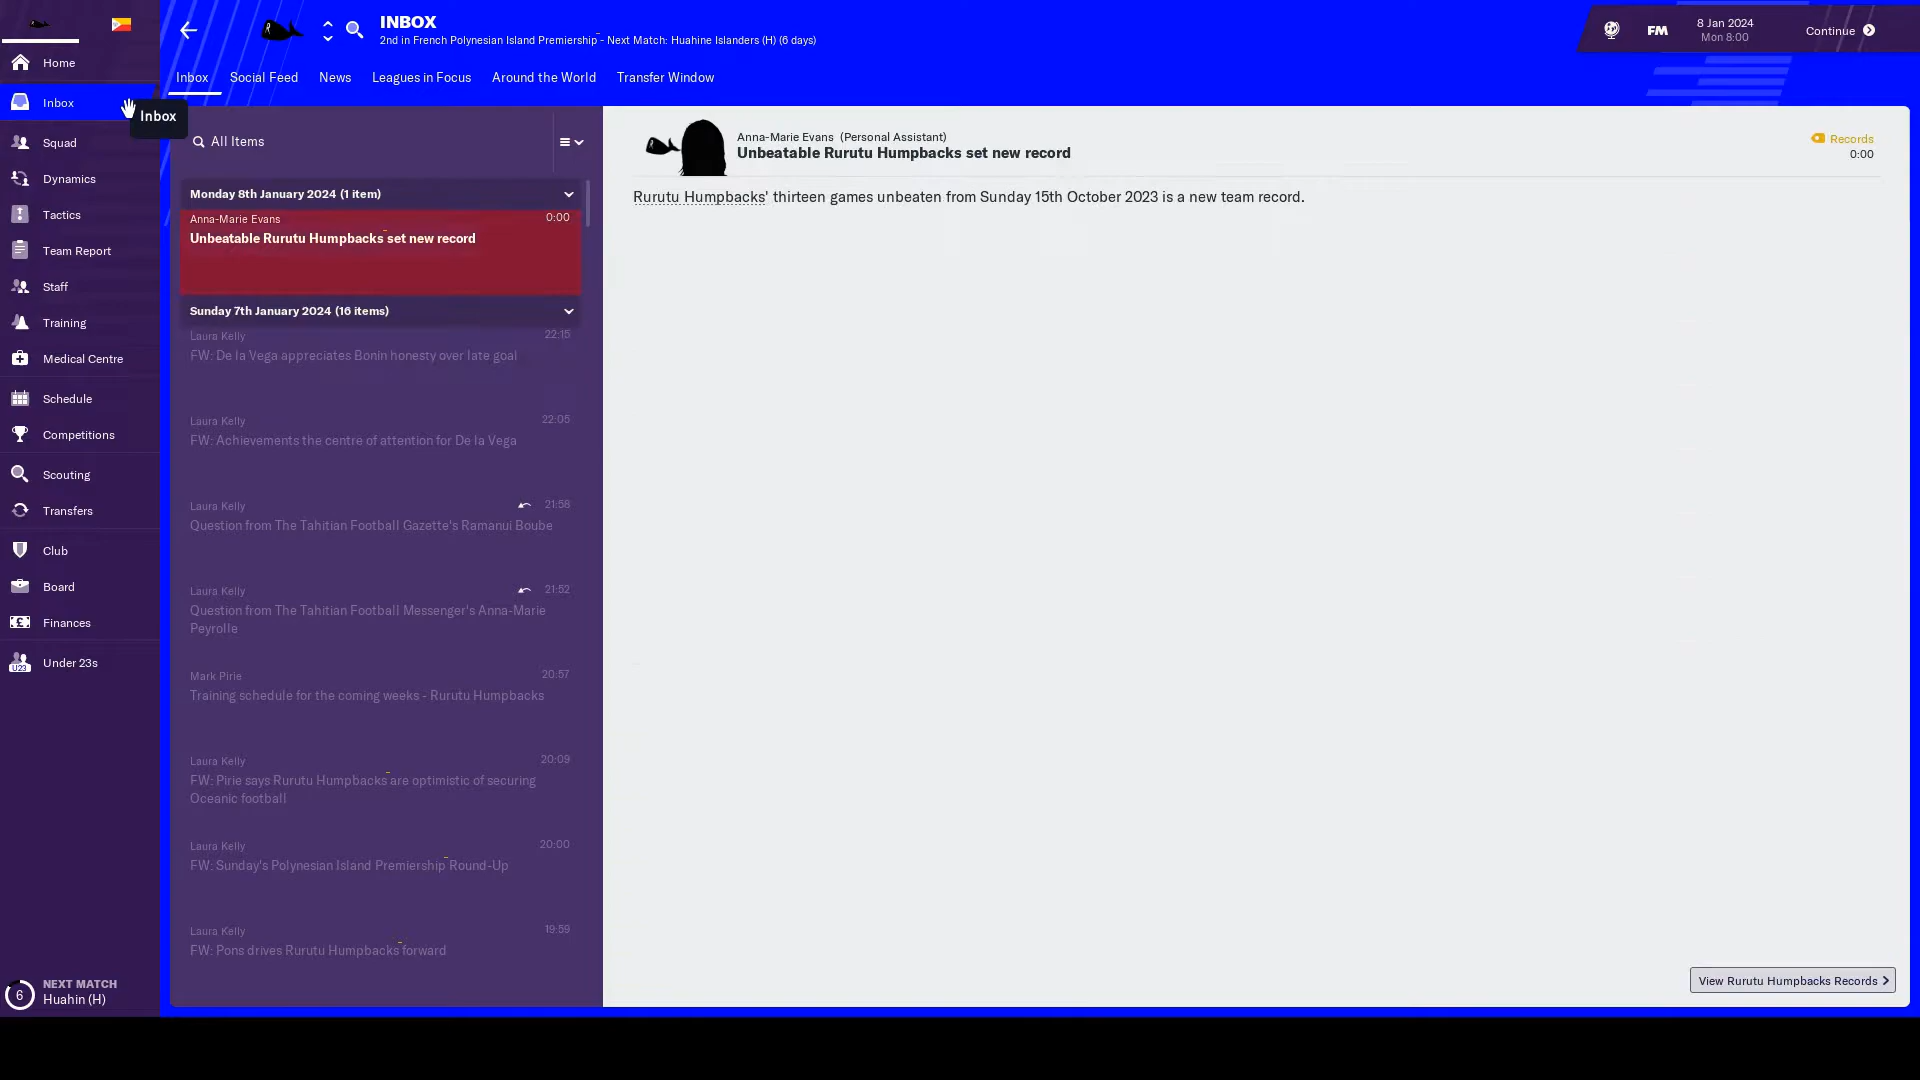 INBOX
2nd in French Polynesian Island Premiership - Next Match: Huahine Islanders (H) (6 days)
FM
8 Jan 2024
Mon 8:00
Continue
Inbox
Social Feed
News
Leagues in Focus
Around the World
Transfer Window
Home
Inbox
Inbox
Squad
Dynamics
Tactics
Team Report
Staff
Training
Medical Centre
Schedule
Competitions
Scouting
Transfers
Club
Board
Finances
U23
Under 23s
6
NEXT MATCH
Huahin (H)
All Items
Monday 8th January 2024 (1 item)
Anna-Marie Evans 0:00
Unbeatable Rurutu Humpbacks set new record
Sunday 7th January 2024 (16 items)
Laura Kelly 22:15
FW: De la Vega appreciates Bonin honesty over late goal
Laura Kelly 22:05
FW: Achievements the centre of attention for De la Vega
Laura Kelly 21:58
Question from The Tahitian Football Gazette's Ramanui Boube
Laura Kelly 21:52
Question from The Tahitian Football Messenger's Anna-Marie
Peyrolle
Mark Pirie 20:57
Training schedule for the coming weeks - Rurutu Humpbacks
Laura Kelly 20:09
FW: Pirie says Rurutu Humpbacks are optimistic of securing
Oceanic football
Laura Kelly 20:00
FW: Sunday's Polynesian Island Premiership Round-Up
Laura Kelly 19:59
FW: Pons drives Rurutu Humpbacks forward
Anna-Marie Evans (Personal Assistant)
Unbeatable Rurutu Humpbacks set new record
Records
0:00
Rurutu Humpbacks' thirteen games unbeaten from Sunday 15th October 2023 is a new team record.
View Rurutu Humpbacks Records